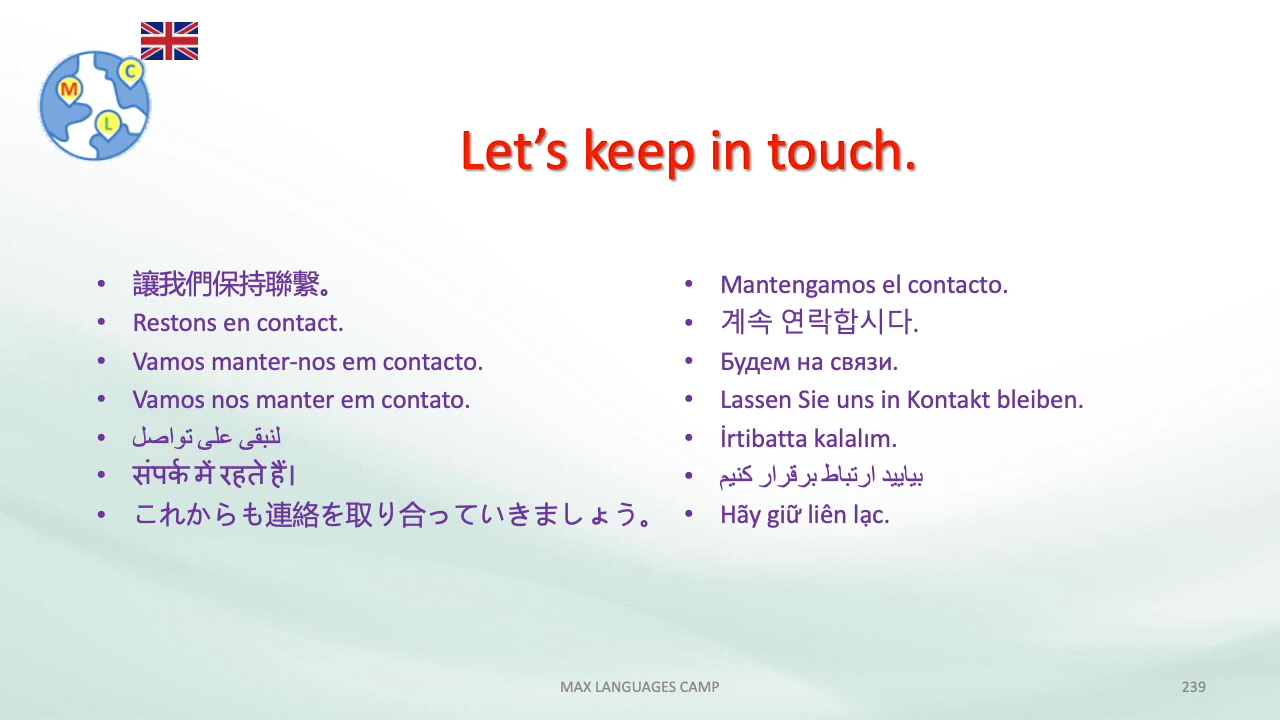 C
M
L
Let’s keep in touch.
• 讓我們保持聯繫。
• Restons en contact.
• Vamos manter-nos em contacto.
• Vamos nos manter em contato.
• لنبقى على تواصل
• संपर्क में रहते हैं।
• これからも連絡を取り合っていきましょう。
• Mantengamos el contacto.
• 계속 연락합시다.
• Будем на связи.
• Lassen Sie uns in Kontakt bleiben.
• İrtibatta kalalım.
• بیایید ارتباط برقرار کنیم
• Hãy giữ liên lạc.
MAX LANGUAGES CAMP
239